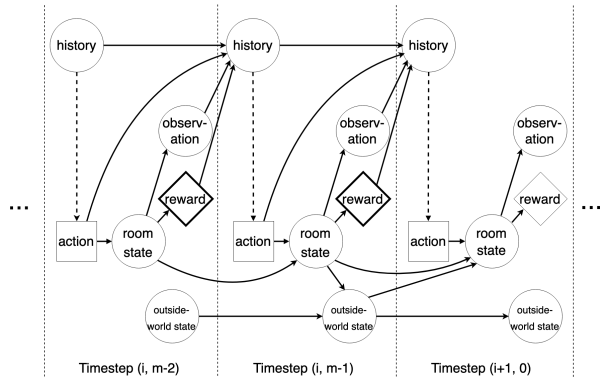 history
history
history
observ-
ation
observ-
ation
observ-
ation
reward
reward
reward
action
room
state
action
room
state
action
room
state
...
...
outside-
world state
outside-
world state
outside-
world state
Timestep (i, m-2)
Timestep (i, m-1)
Timestep (i+1, 0)